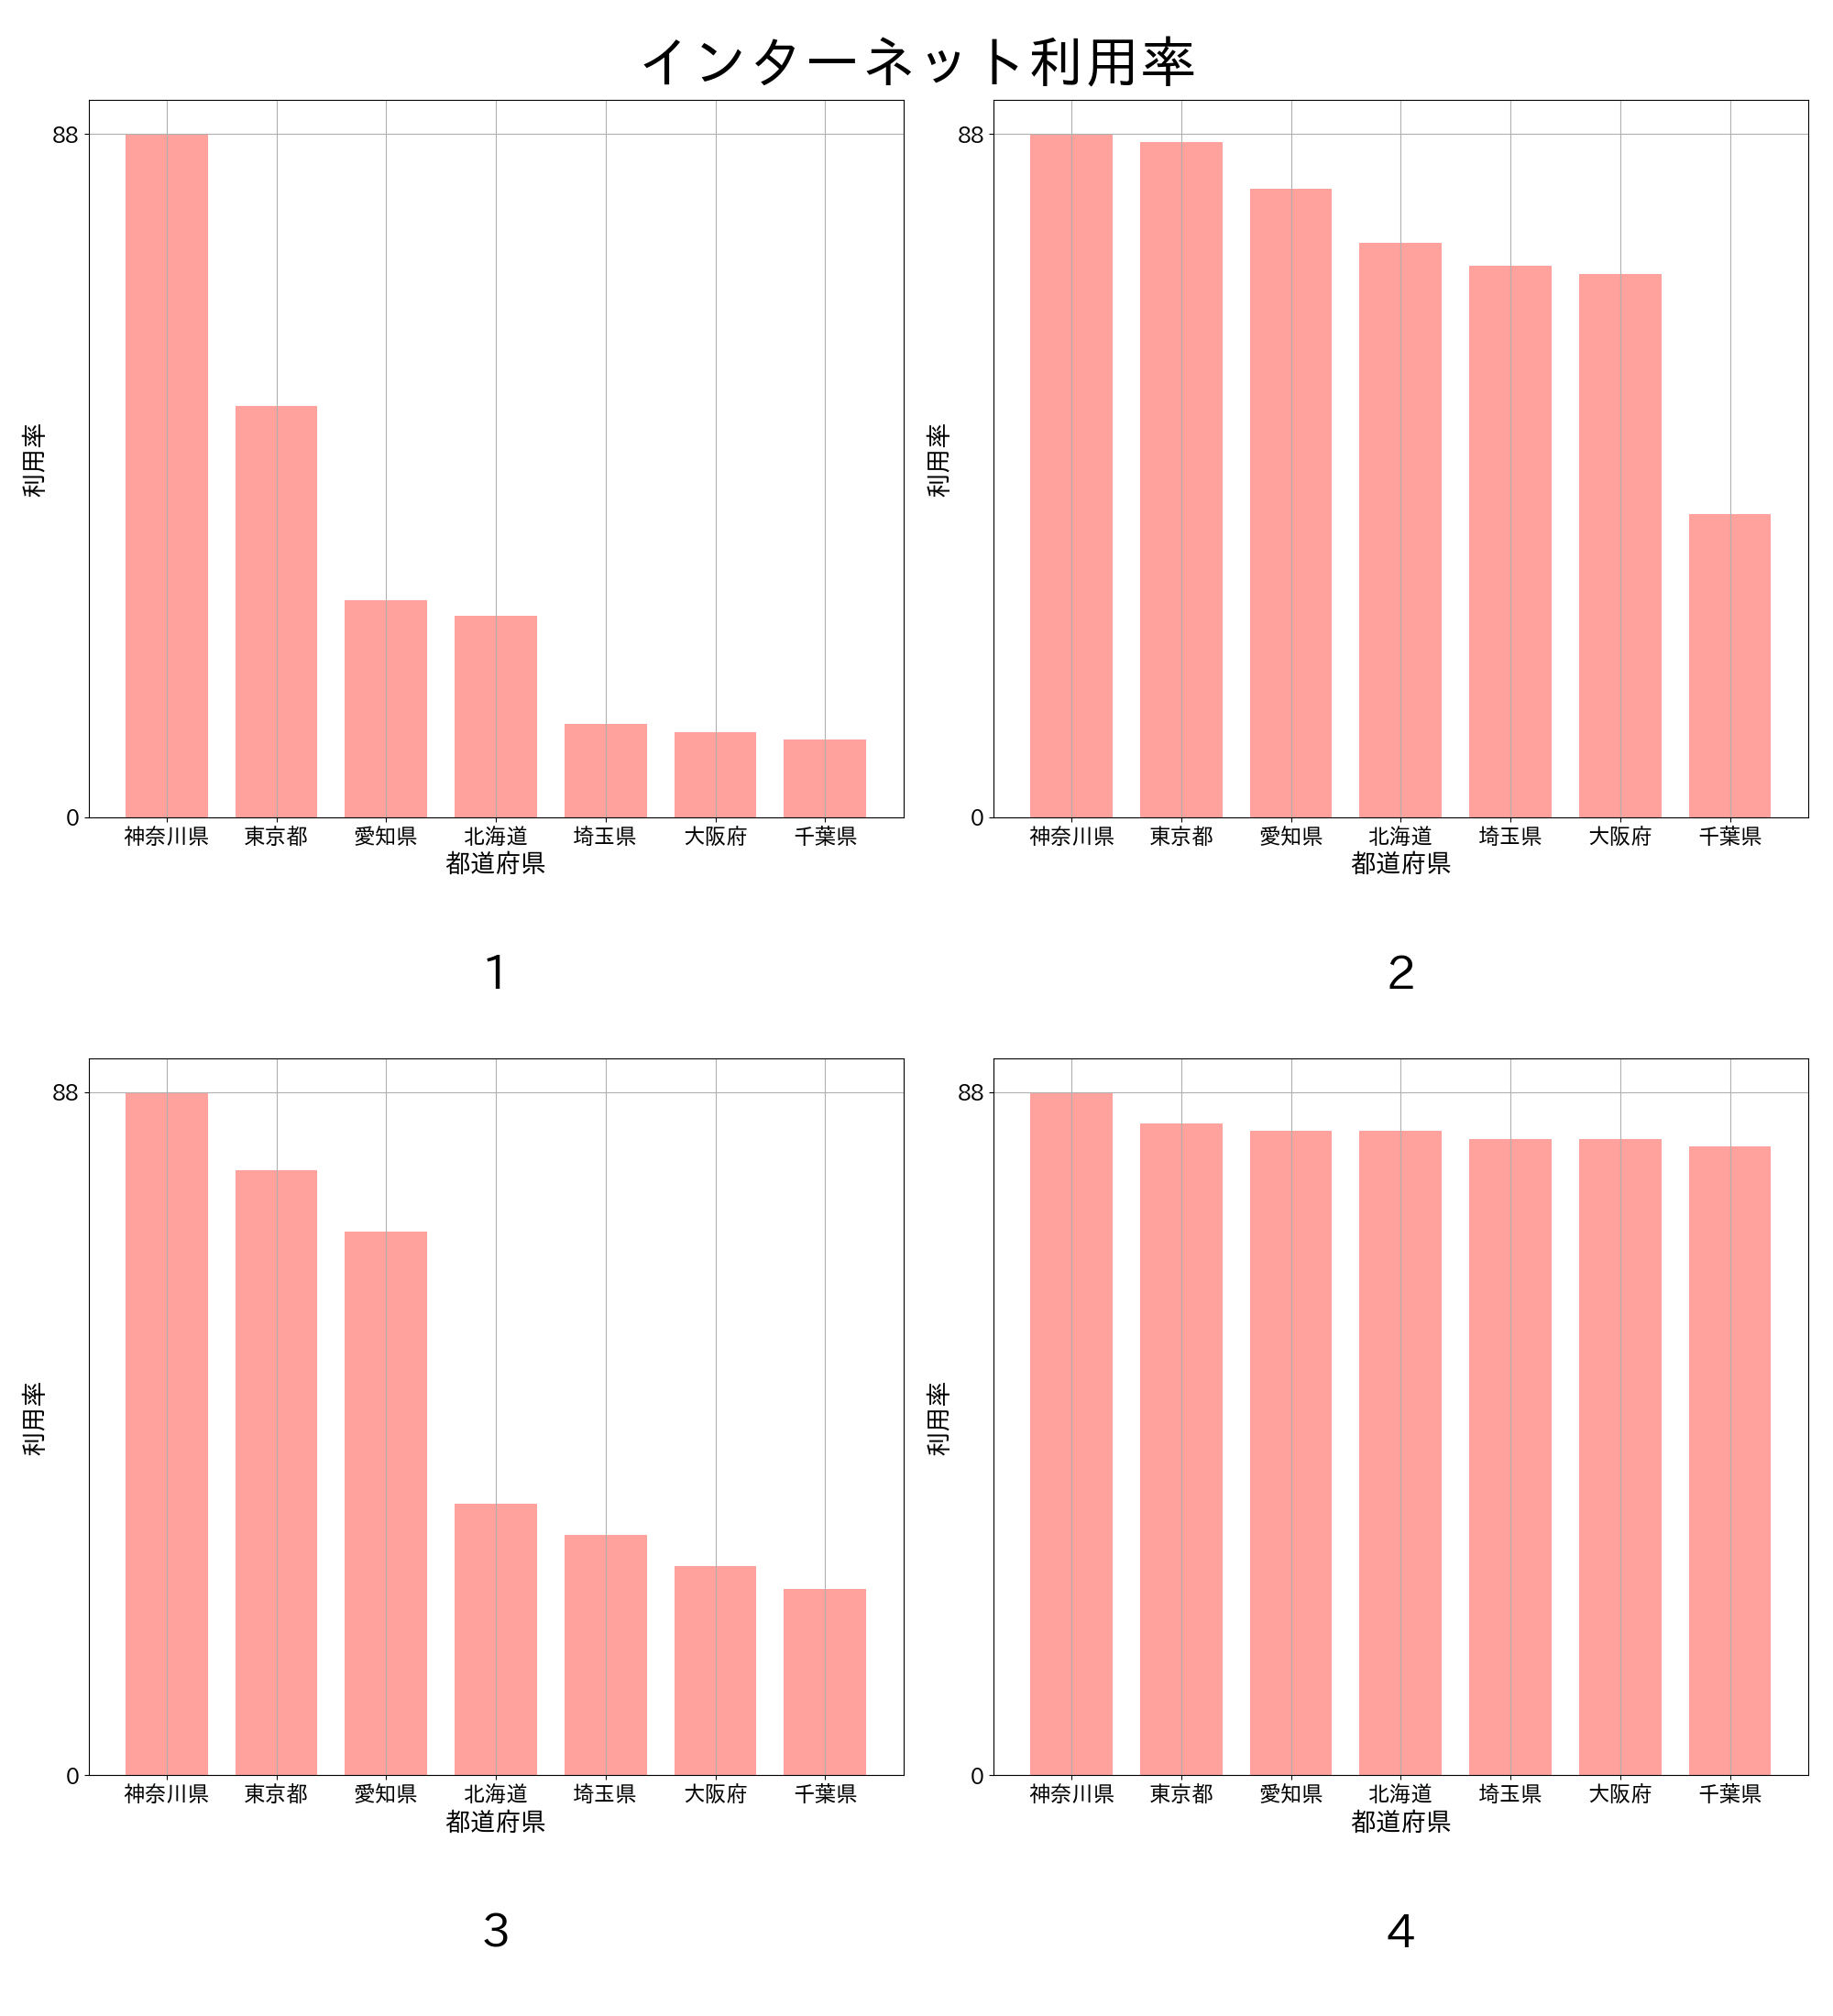 インターネット利用率
88
0
利用率
神奈川県 東京都 愛知県 北海道 埼玉県 大阪府 千葉県
都道府県
1
88
0
利用率
神奈川県 東京都 愛知県 北海道 埼玉県 大阪府 千葉県
都道府県
2
88
0
利用率
神奈川県 東京都 愛知県 北海道 埼玉県 大阪府 千葉県
都道府県
3
88
0
利用率
神奈川県 東京都 愛知県 北海道 埼玉県 大阪府 千葉県
都道府県
4